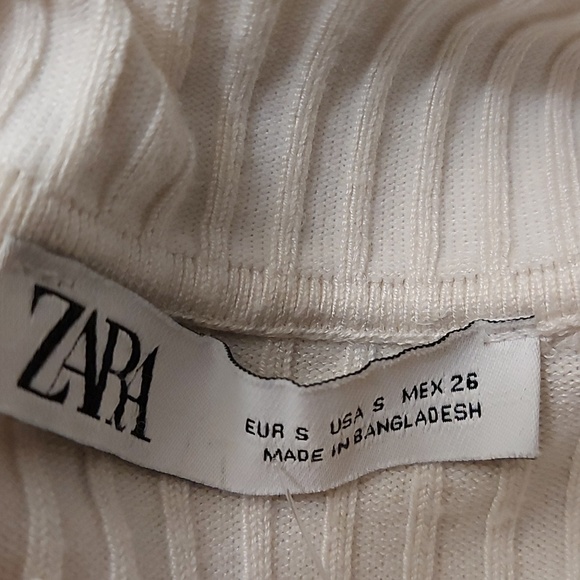 ZARA
EUR S USA S MEX 26
MADE IN BANGLADESH